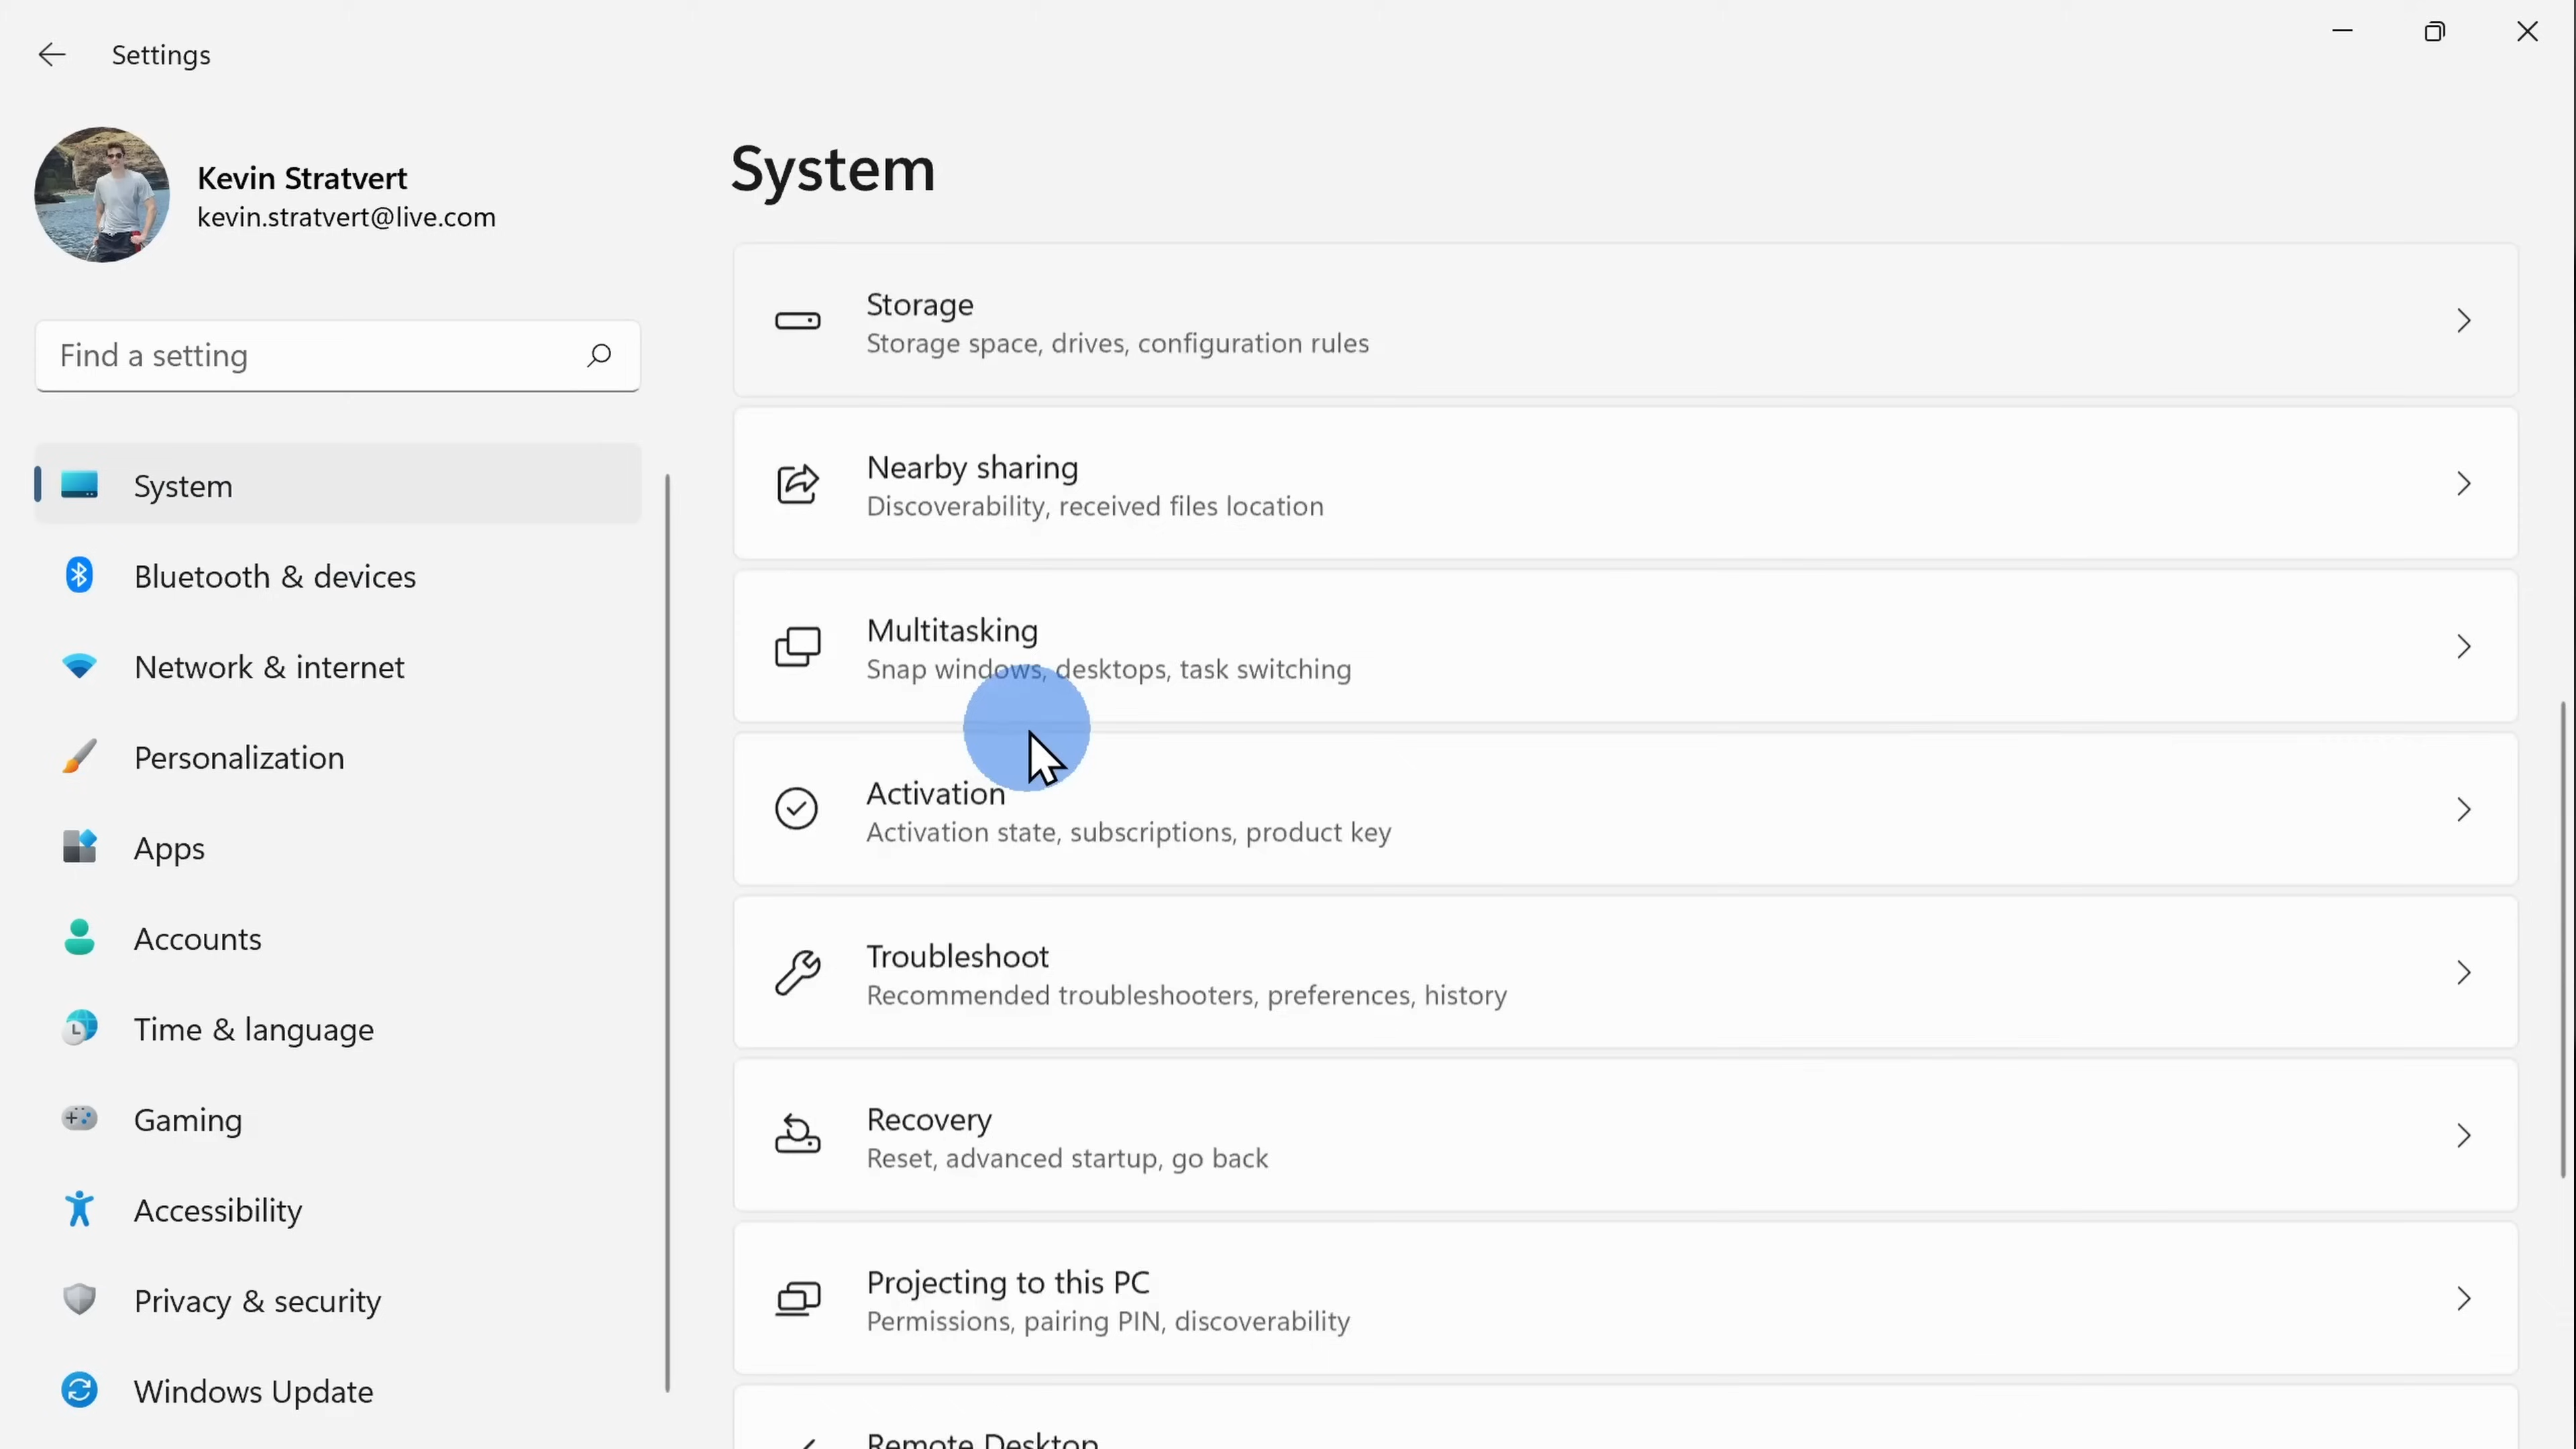 Settings
Kevin Stratvert
kevin.stratvert@live.com
Find a setting
System
Bluetooth & devices
Network & internet
Personalization
Apps
Accounts
Time & language
Gaming
Accessibility
Privacy & security
Windows Update
System
Storage
Storage space, drives, configuration rules
Nearby sharing
Discoverability, received files location
Multitasking
Snap windows, desktops, task switching
Activation
Activation state, subscriptions, product key
Troubleshoot
Recommended troubleshooters, preferences, history
Recovery
Reset, advanced startup, go back
Projecting to this PC
Permissions, pairing PIN, discoverability
Remote Desktop